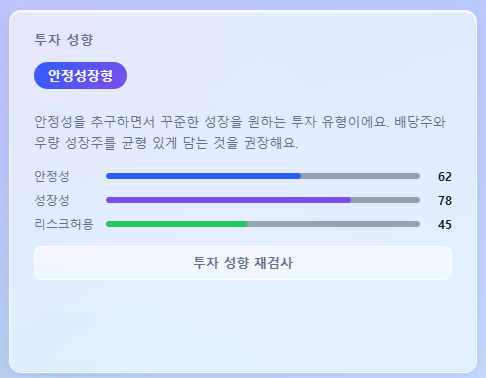 투자 성향
안정성장형
안정성을 추구하면서 꾸준한 성장을 원하는 투자 유형이에요. 배당주와
우량 성장주를 균형 있게 담는 것을 권장해요.
안정성 62
성장성 78
리스크허용 45
투자 성향 재검사